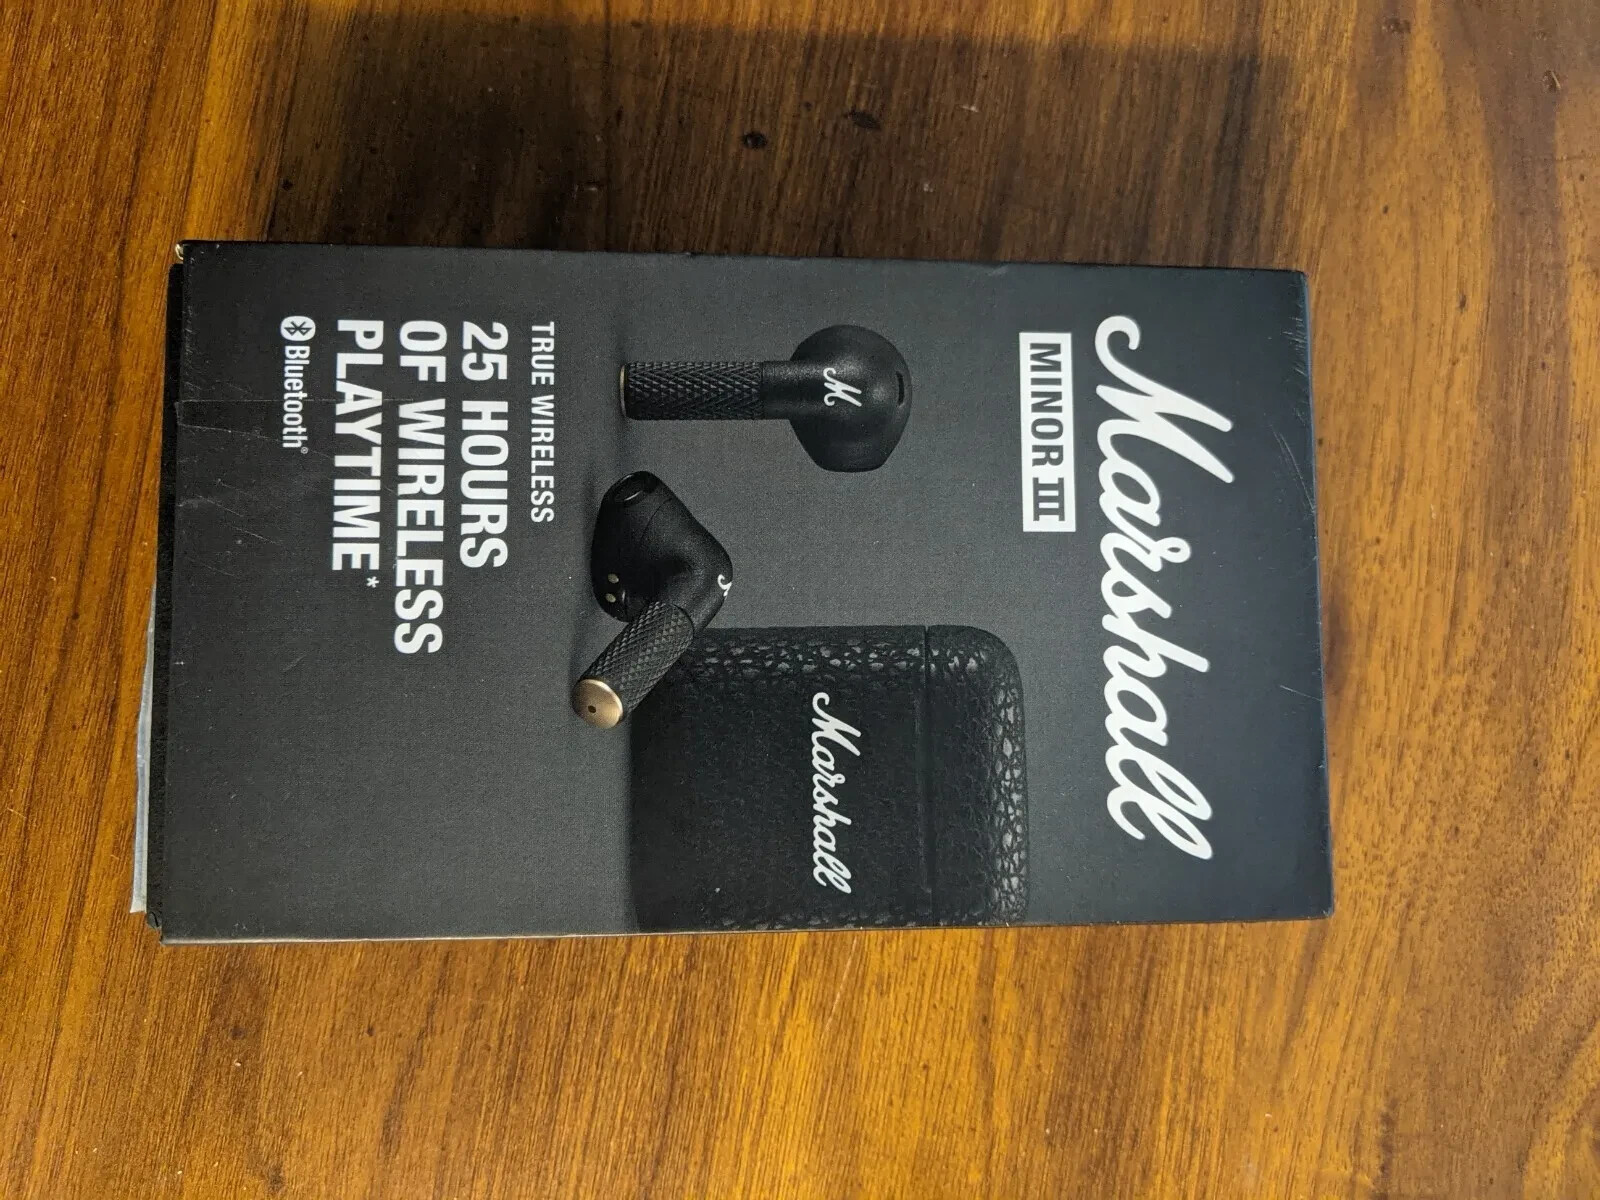 Marshall
MINOR III
M
Marshall
TRUE WIRELESS
25 HOURS
OF WIRELESS
PLAYTIME*
Bluetooth®